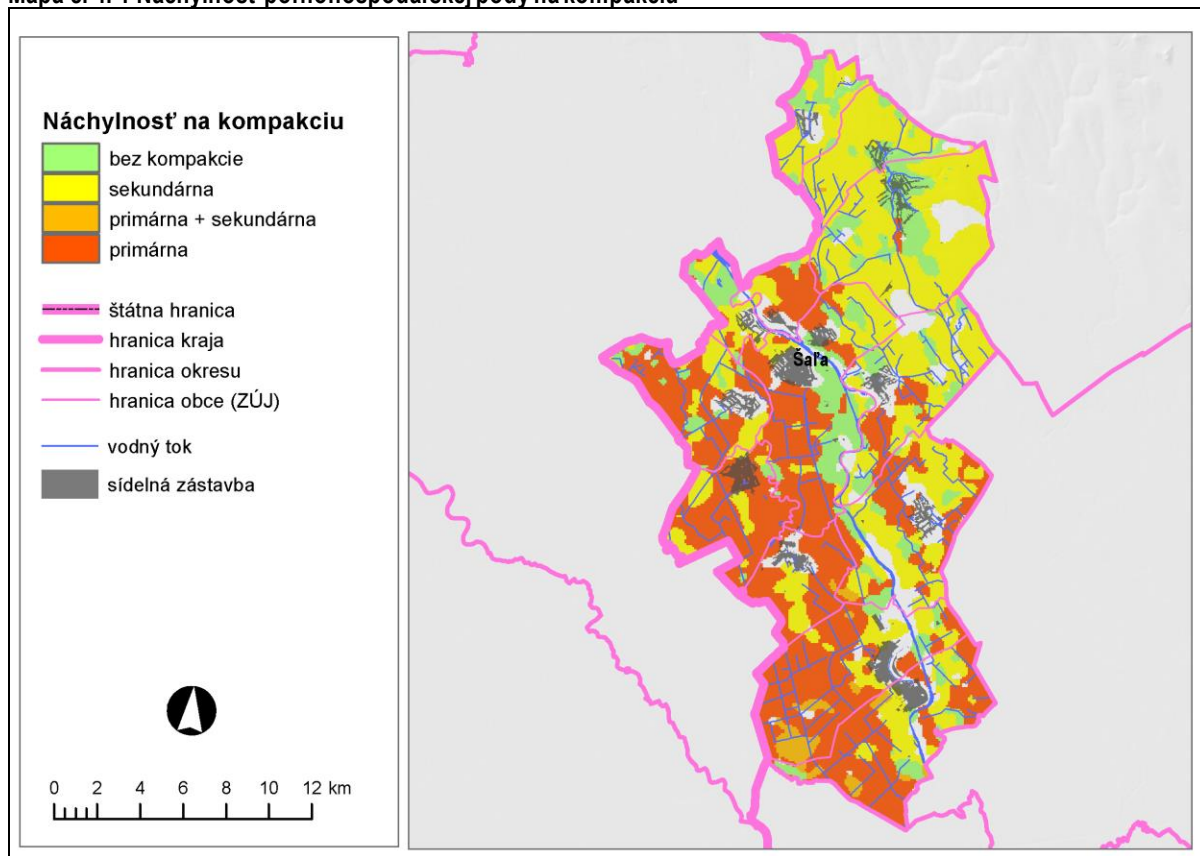 Náchylnosť na kompakciu
bez kompakcie
sekundárna
primárna + sekundárna
primárna
štátna hranica
hranica kraja
hranica okresu
hranica obce (ZÚJ)
vodný tok
sídelná zástavba
0 2 4 6 8 10 12 km
Šaľa